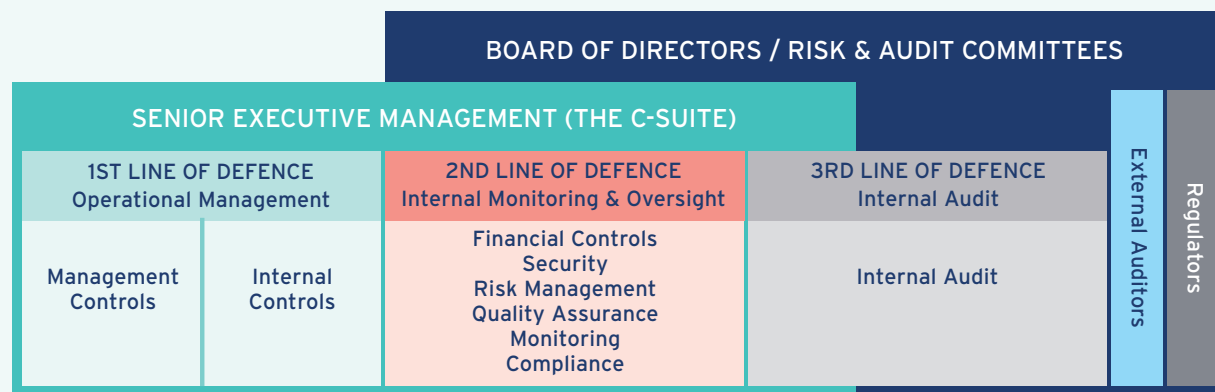 BOARD OF DIRECTORS / RISK & AUDIT COMMITTEES
SENIOR EXECUTIVE MANAGEMENT (THE C-SUITE)
1ST LINE OF DEFENCE
Operational Management
Management
Controls
Internal
Controls
2ND LINE OF DEFENCE
Internal Monitoring & Oversight
Financial Controls
Security
Risk Management
Quality Assurance
Monitoring
Compliance
3RD LINE OF DEFENCE
Internal Audit
Internal Audit
External Auditors
Regulators